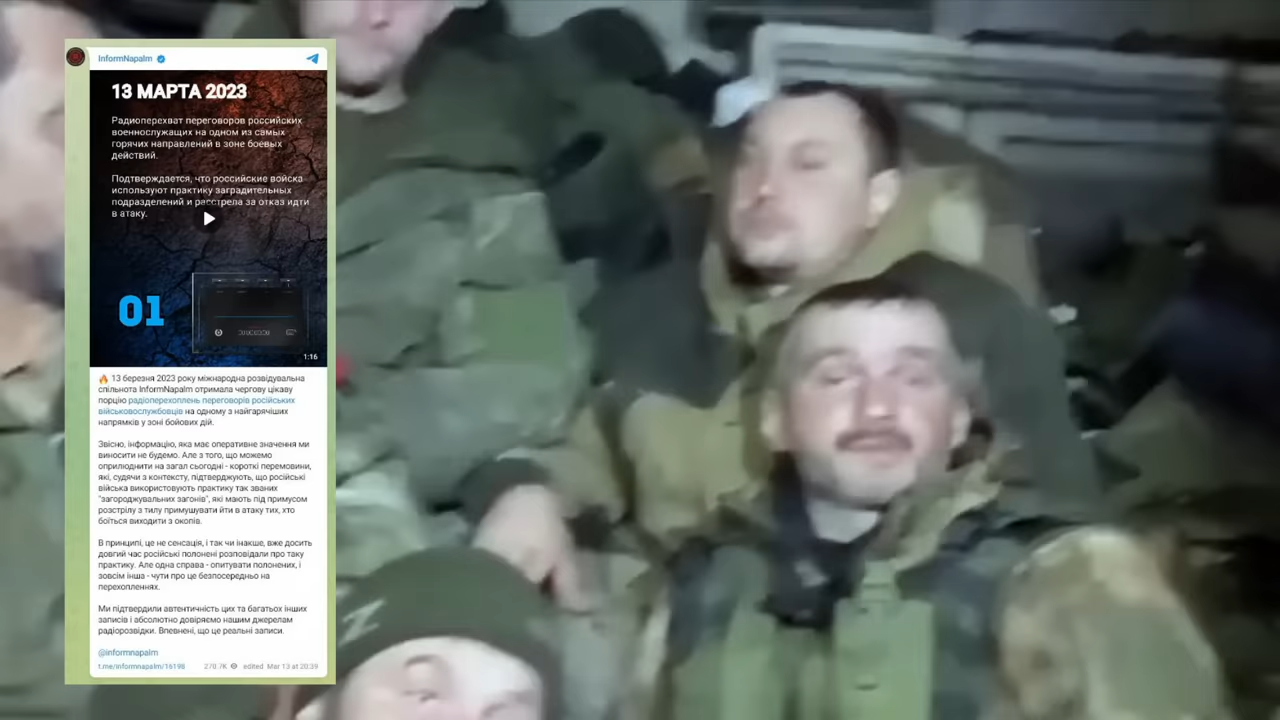 InformNapalm
13 МАРТА 2023
Радиоперехват переговоров российских
военнослужащих на одном из самых
горячих направлений в зоне боевых
действий.
Подтверждается, что российские войска
используют практику заградительных
подразделений и расстрела за отказ идти
в атаку.
01
1:16
🔥 13 березня 2023 року міжнародна розвідувальна
спільнота InformNapalm отримала чергову цікаву
порцію радіоперехоплень переговорів російських
військовослужбовців на одному з найгарячіших
напрямків у зоні бойових дій.
Звісно, інформацію, яка має оперативне значення ми
виносити не будемо. Але з того, що можемо
оприлюднити на загал сьогодні - короткі перемовини,
які, судячи з контексту, підтверджують, що російські
війська використовують практику так званих
"загороджувальних загонів", які мають під примусом
розстрілу з тилу примушувати йти в атаку тих, хто
боїться виходити з окопів.
В принципі, це не сенсація, і так чи інакше, вже досить
довгий час російські полонені розповідали про таку
практику. Але одна справа - опитувати полонених, і
зовсім інша - чути про це безпосередньо на
перехопленнях.
Ми підтвердили автентичність цих та багатьох інших
записів і абсолютно довіряємо нашим джерелам
радіорозвідки. Впевнені, що це реальні записи.
@informnapalm
t.me/informnapalm/16198 270.7K edited Mar 13 at 20:39
Z